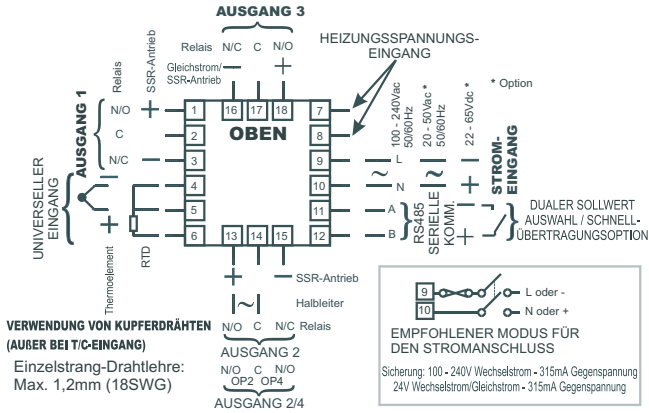 AUSGANG 3
Relais N/C C N/O
Gleichstrom/
SSR-Antrieb — +
HEIZUNGSSPANNUNGS-
EINGANG
16 17 18
OBEN
AUSGANG 1
Relais
SSR-Antrieb
N/O + 1
C 2
N/C — 3
UNIVERSELLER
EINGANG
— 4
5
+ 6
Thermoelement
RTD
7
8
9
10
11
12
100 - 240Vac
50/60Hz
20 - 50Vac *
50/60Hz
22 - 65Vdc *
* Option
L ~ ~ —
N +
STROM-
EINGANG
A
B
RS485
SERIELLE
KOMM.
— +
DUALER SOLLWERT
AUSWAHL / SCHNELL-
ÜBERTRAGUNGSOPTION
13 14 15
+ — SSR-Antrieb
~ Halbleiter
N/O C N/C Relais
AUSGANG 2
N/O C N/O
OP2 OP4
AUSGANG 2/4
VERWENDUNG VON KUPFERDRÄHTEN
(AUßER BEI T/C-EINGANG)
Einzelstrang-Drahtlehre:
Max. 1,2mm (18SWG)
9 L oder -
10 N oder +
EMPFOHLENER MODUS FÜR
DEN STROMANSCHLUSS
Sicherung: 100 - 240V Wechselstrom - 315mA Gegenspannung
24V Wechselstrom/Gleichstrom - 315mA Gegenspannung